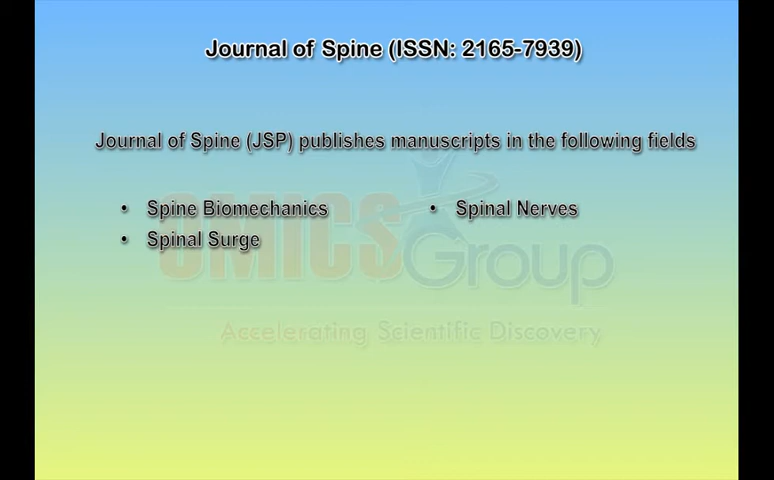 Journal of Spine (ISSN: 2165-7939)
Journal of Spine (JSP) publishes manuscripts in the following fields
• Spine Biomechanics
• Spinal Surge
• Spinal Nerves
OMICS Group
Accelerating Scientific Discovery